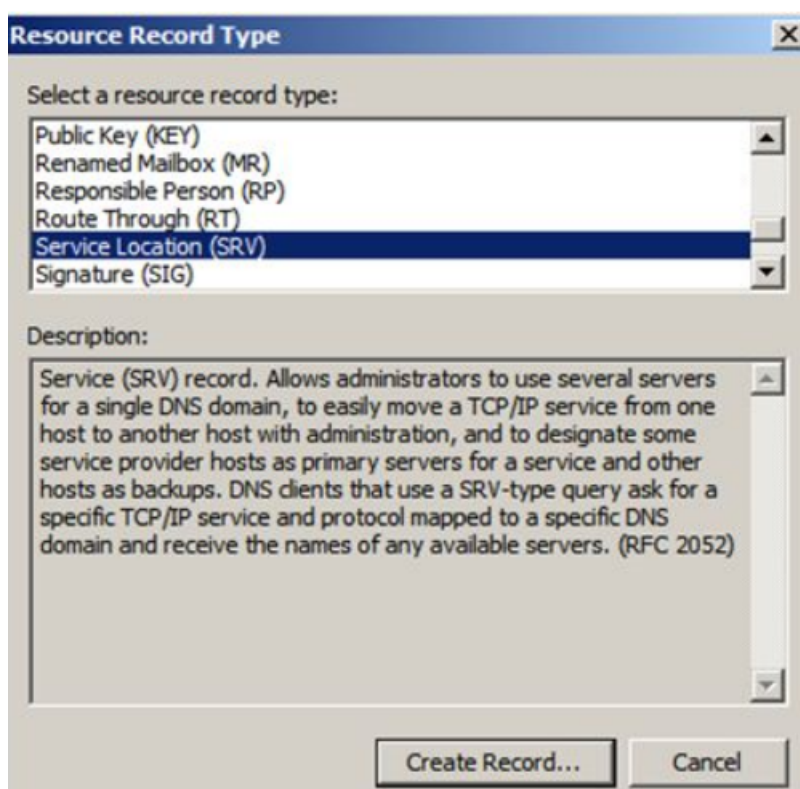 Resource Record Type
Select a resource record type:
Public Key (KEY)
Renamed Mailbox (MR)
Responsible Person (RP)
Route Through (RT)
Service Location (SRV)
Signature (SIG)
Description:
Service (SRV) record. Allows administrators to use several servers
for a single DNS domain, to easily move a TCP/IP service from one
host to another host with administration, and to designate some
service provider hosts as primary servers for a service and other
hosts as backups. DNS clients that use a SRV-type query ask for a
specific TCP/IP service and protocol mapped to a specific DNS
domain and receive the names of any available servers. (RFC 2052)
Create Record...
Cancel